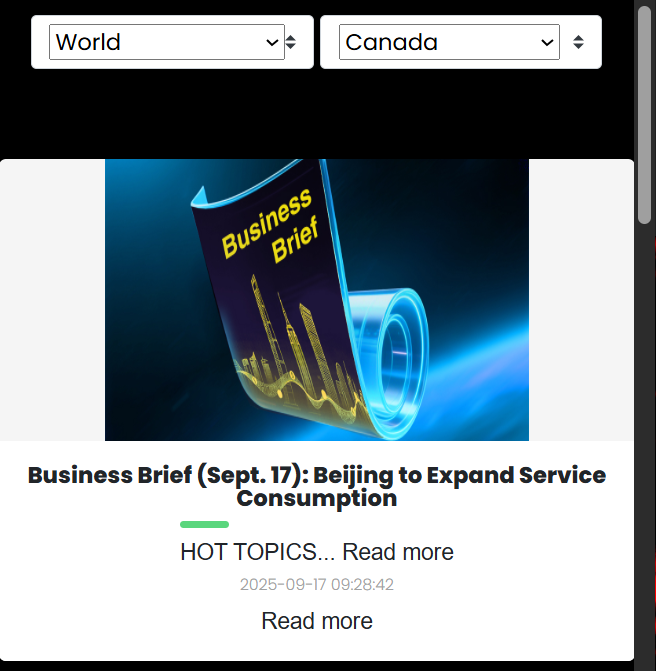 World
Canada
Business
Brief
Business Brief (Sept. 17): Beijing to Expand Service
Consumption
HOT TOPICS... Read more
2025-09-17 09:28:42
Read more